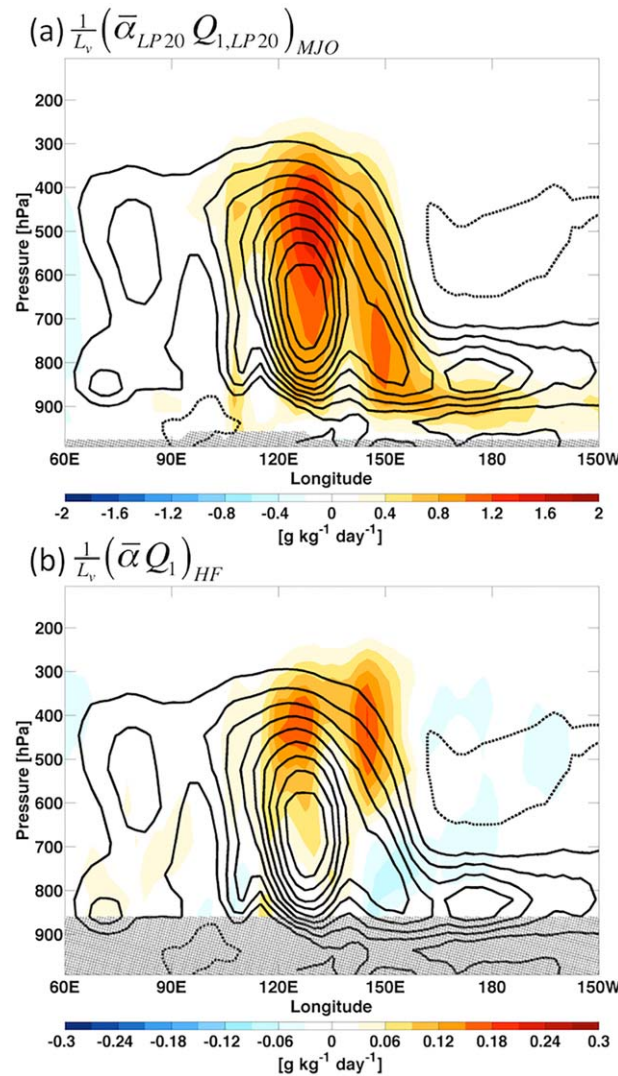 (a) 1/L_v (α̅_LP20 Q_1,LP20)_MJO
200
300
400
500
600
700
800
900
Pressure [hPa]
60E 90E 120E 150E 180 150W
Longitude
-2 -1.6 -1.2 -0.8 -0.4 0 0.4 0.8 1.2 1.6 2
[g kg⁻¹ day⁻¹]
(b) 1/L_v (α̅ Q_1)_HF
200
300
400
500
600
700
800
900
Pressure [hPa]
60E 90E 120E 150E 180 150W
Longitude
-0.3 -0.24 -0.18 -0.12 -0.06 0 0.06 0.12 0.18 0.24 0.3
[g kg⁻¹ day⁻¹]